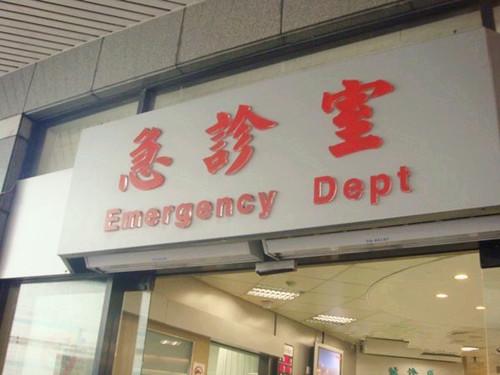 急診室
Emergency Dept